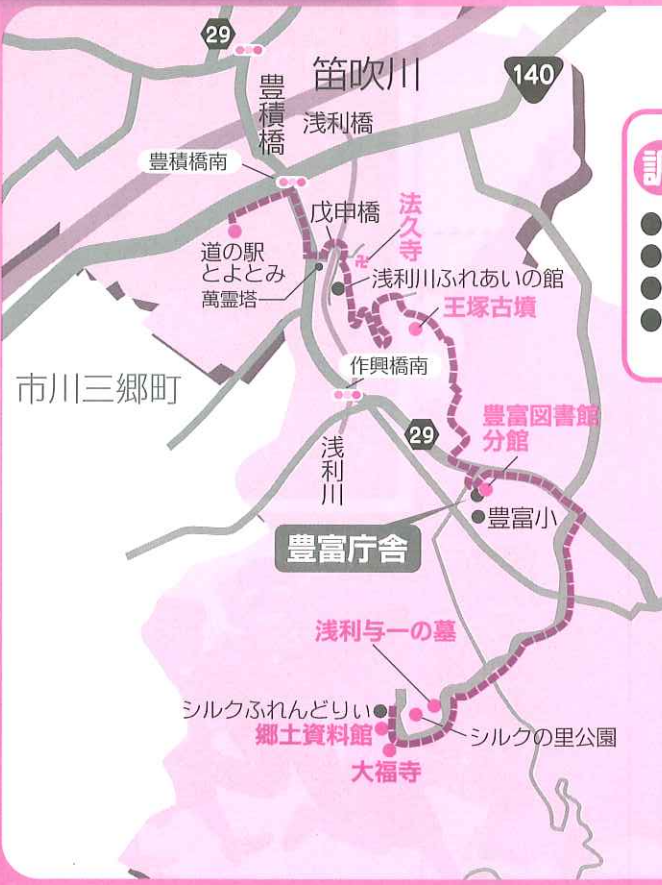 29
140
笛吹川
豊積橋
浅利橋
豊積橋南
戊申橋
法久寺
道の駅
とよとみ
萬霊塔
浅利川ふれあいの館
王塚古墳
市川三郷町
作興橋南
29
豊富図書館
分館
浅利川
豊富小
豊富庁舎
浅利与一の墓
シルクふれんどりぃ
郷土資料館
シルクの里公園
大福寺